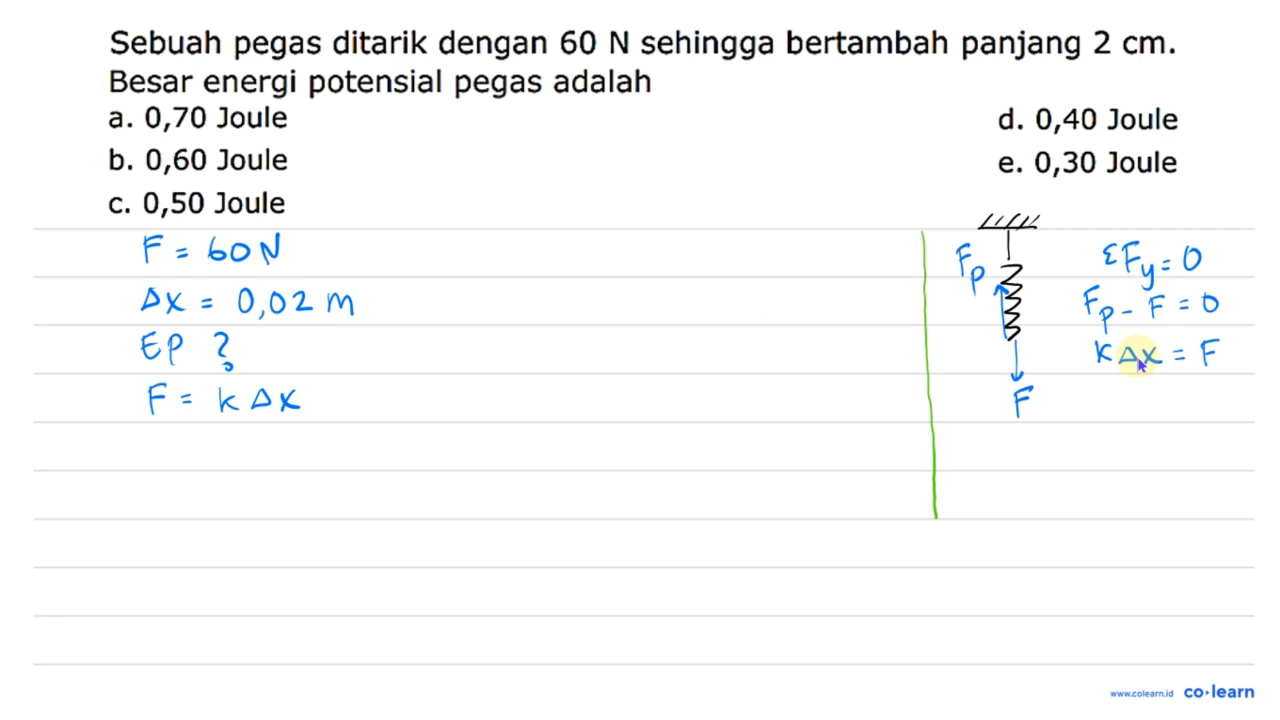 Sebuah pegas ditarik dengan 60 N sehingga bertambah panjang 2 cm.
Besar energi potensial pegas adalah
a. 0,70 Joule
b. 0,60 Joule
c. 0,50 Joule
d. 0,40 Joule
e. 0,30 Joule
F = 60 N
Δx = 0,02 m
EP ?
F = k Δx
Fp
F
ΣFy = 0
Fp - F = 0
k Δx = F
www.colearn.id co·learn